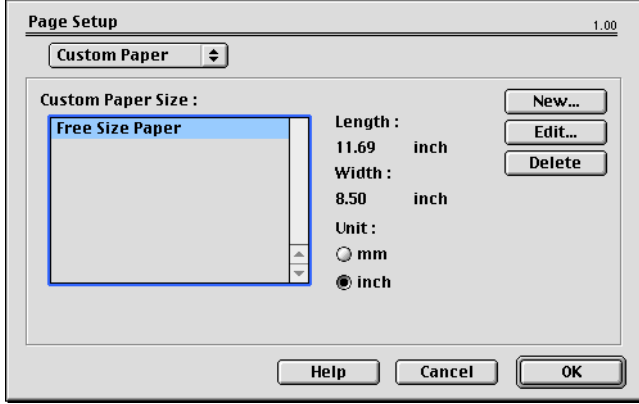 Page Setup
1.00
Custom Paper
Custom Paper Size :
Free Size Paper
Length :
11.69 inch
Width :
8.50 inch
Unit :
mm
inch
New...
Edit...
Delete
Help
Cancel
OK